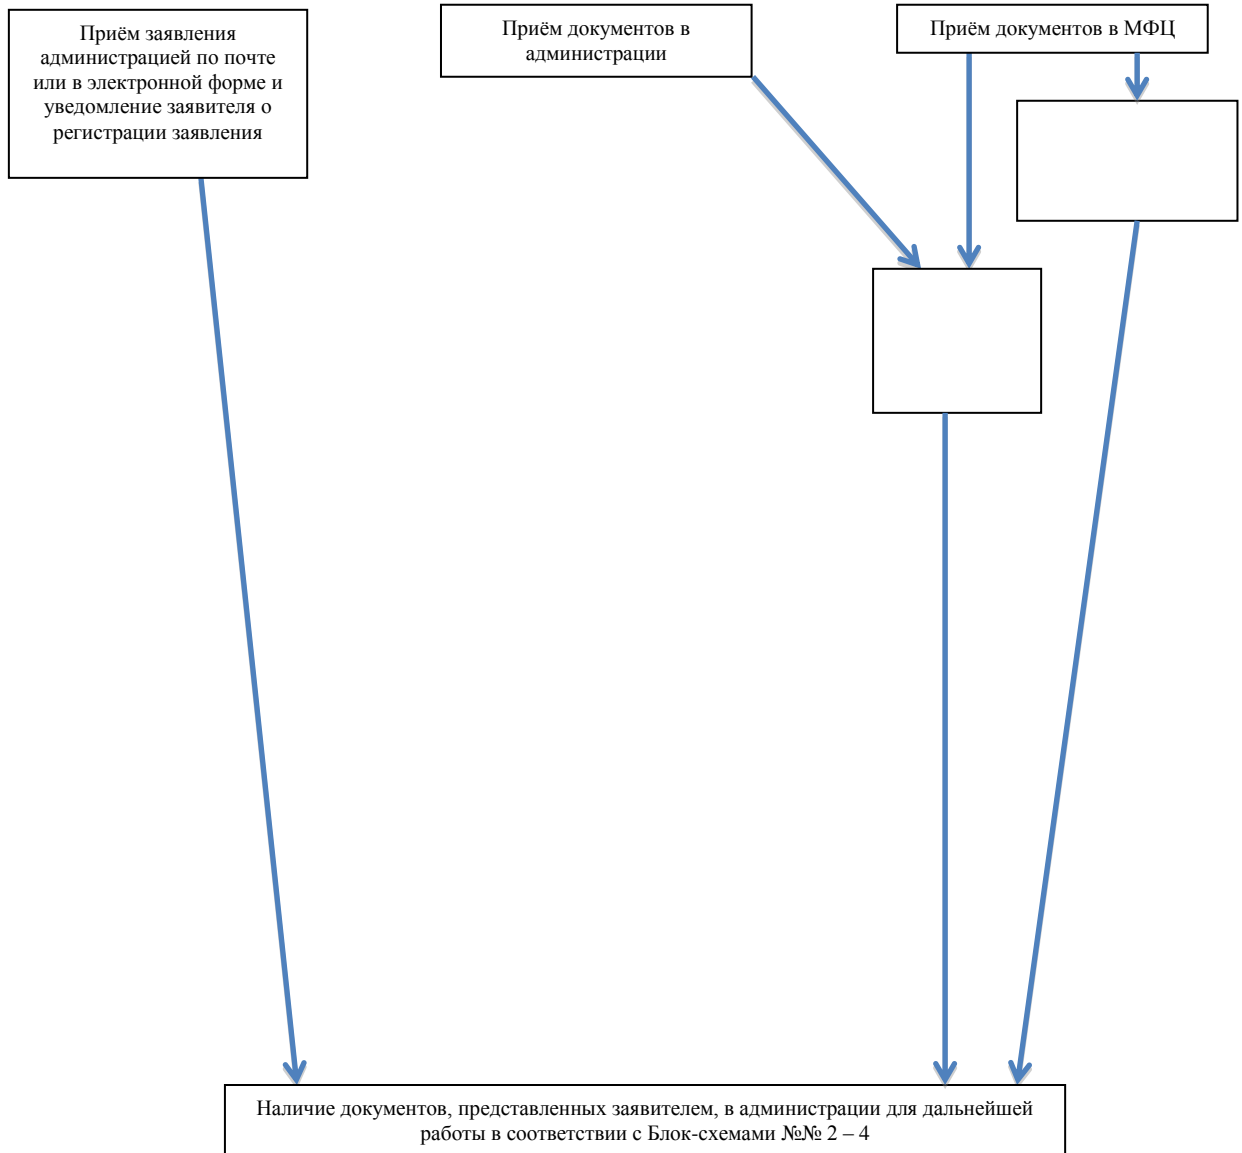 Приём заявления
администрацией по почте
или в электронной форме и
уведомление заявителя о
регистрации заявления
Приём документов в
администрации
Приём документов в МФЦ
Наличие документов, представленных заявителем, в администрации для дальнейшей
работы в соответствии с Блок-схемами №№ 2 – 4